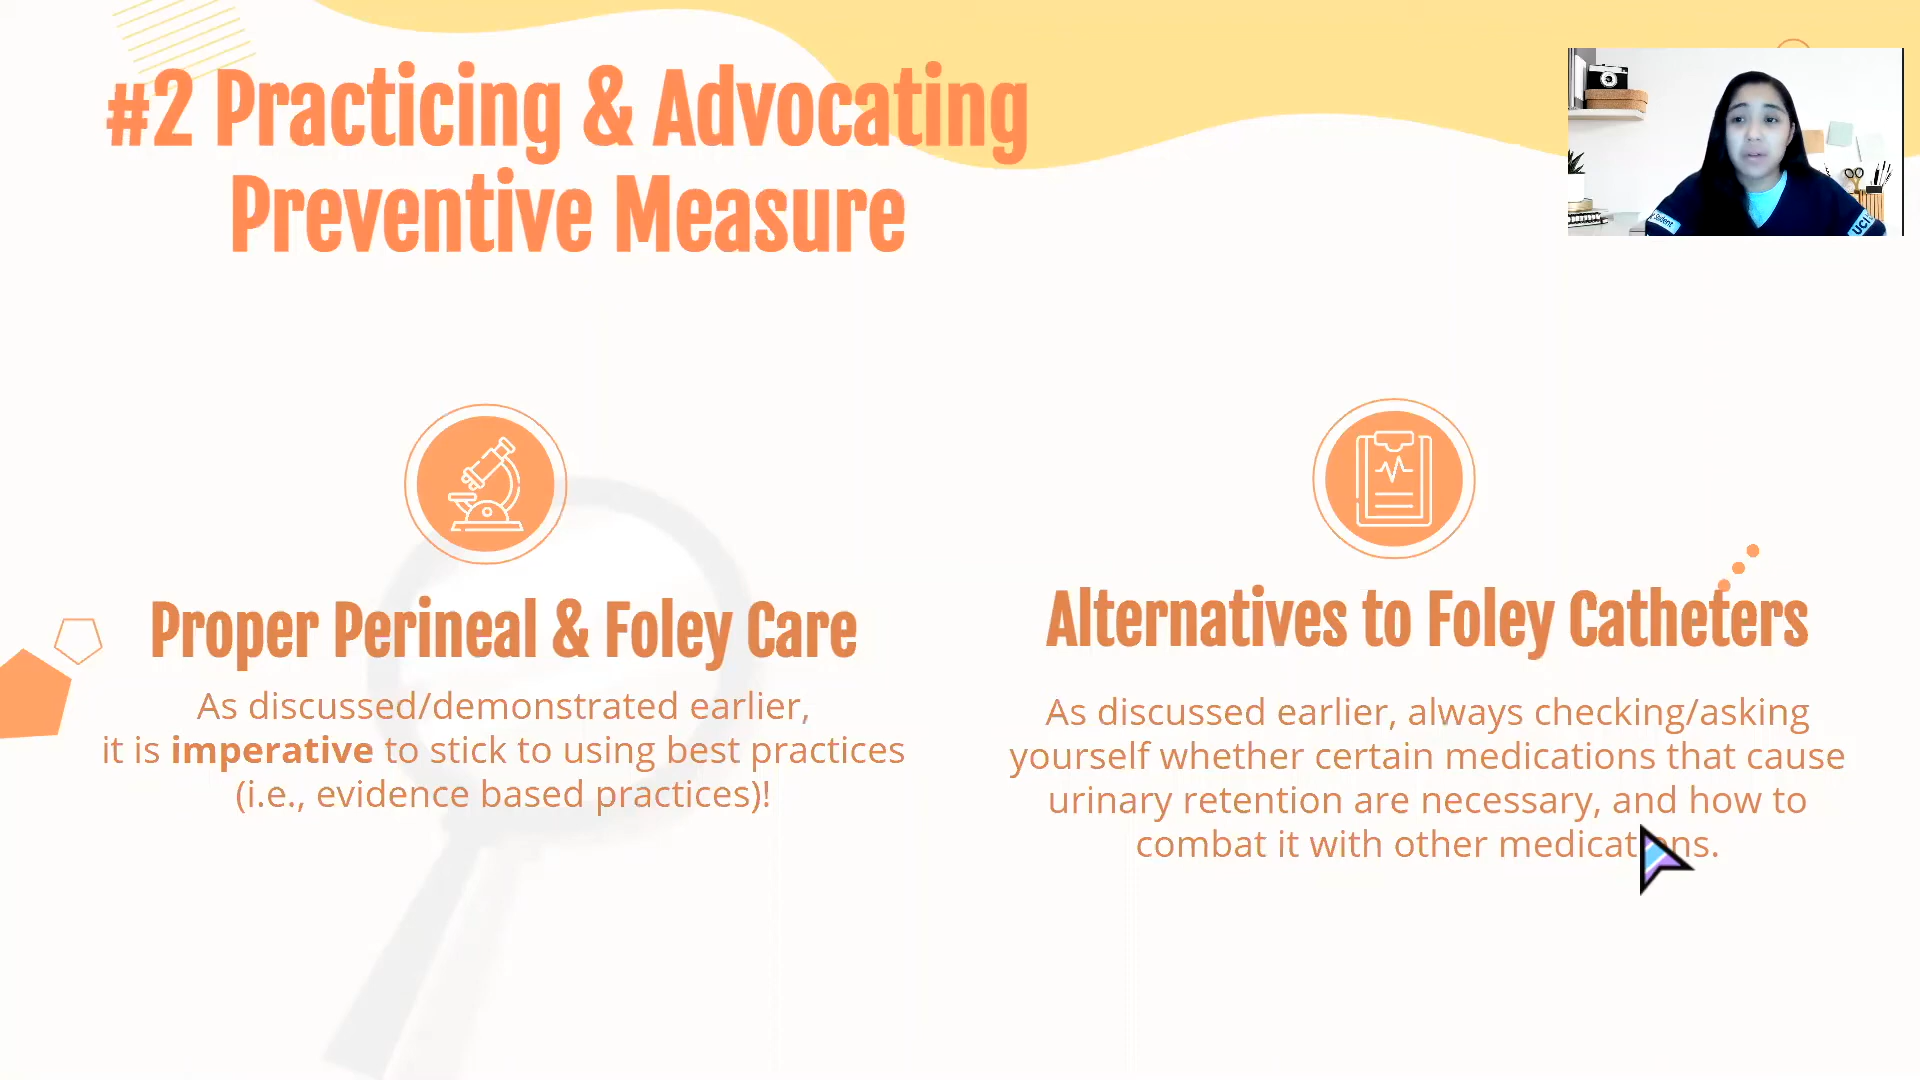 #2 Practicing & Advocating
Preventive Measure
Student
UCI
Proper Perineal & Foley Care
As discussed/demonstrated earlier,
it is imperative to stick to using best practices
(i.e., evidence based practices)!
Alternatives to Foley Catheters
As discussed earlier, always checking/asking
yourself whether certain medications that cause
urinary retention are necessary, and how to
combat it with other medications.